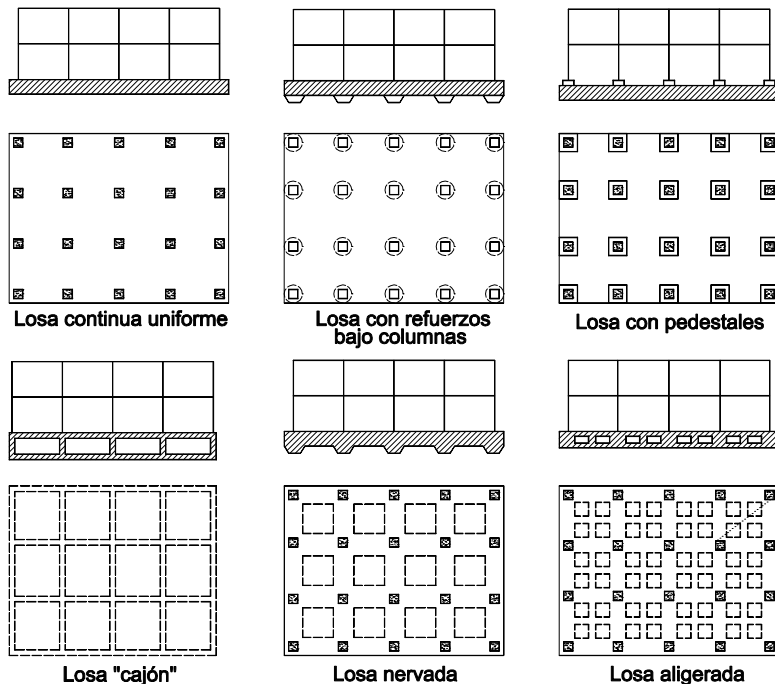 Losa continua uniforme
Losa con refuerzos
bajo columnas
Losa con pedestales
Losa "cajón"
Losa nervada
Losa aligerada